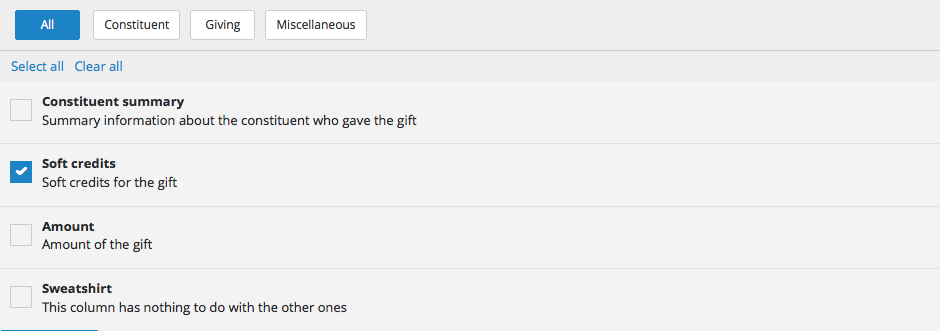 All Constituent Giving Miscellaneous
Select all Clear all
Constituent summary
Summary information about the constituent who gave the gift
Soft credits
Soft credits for the gift
Amount
Amount of the gift
Sweatshirt
This column has nothing to do with the other ones